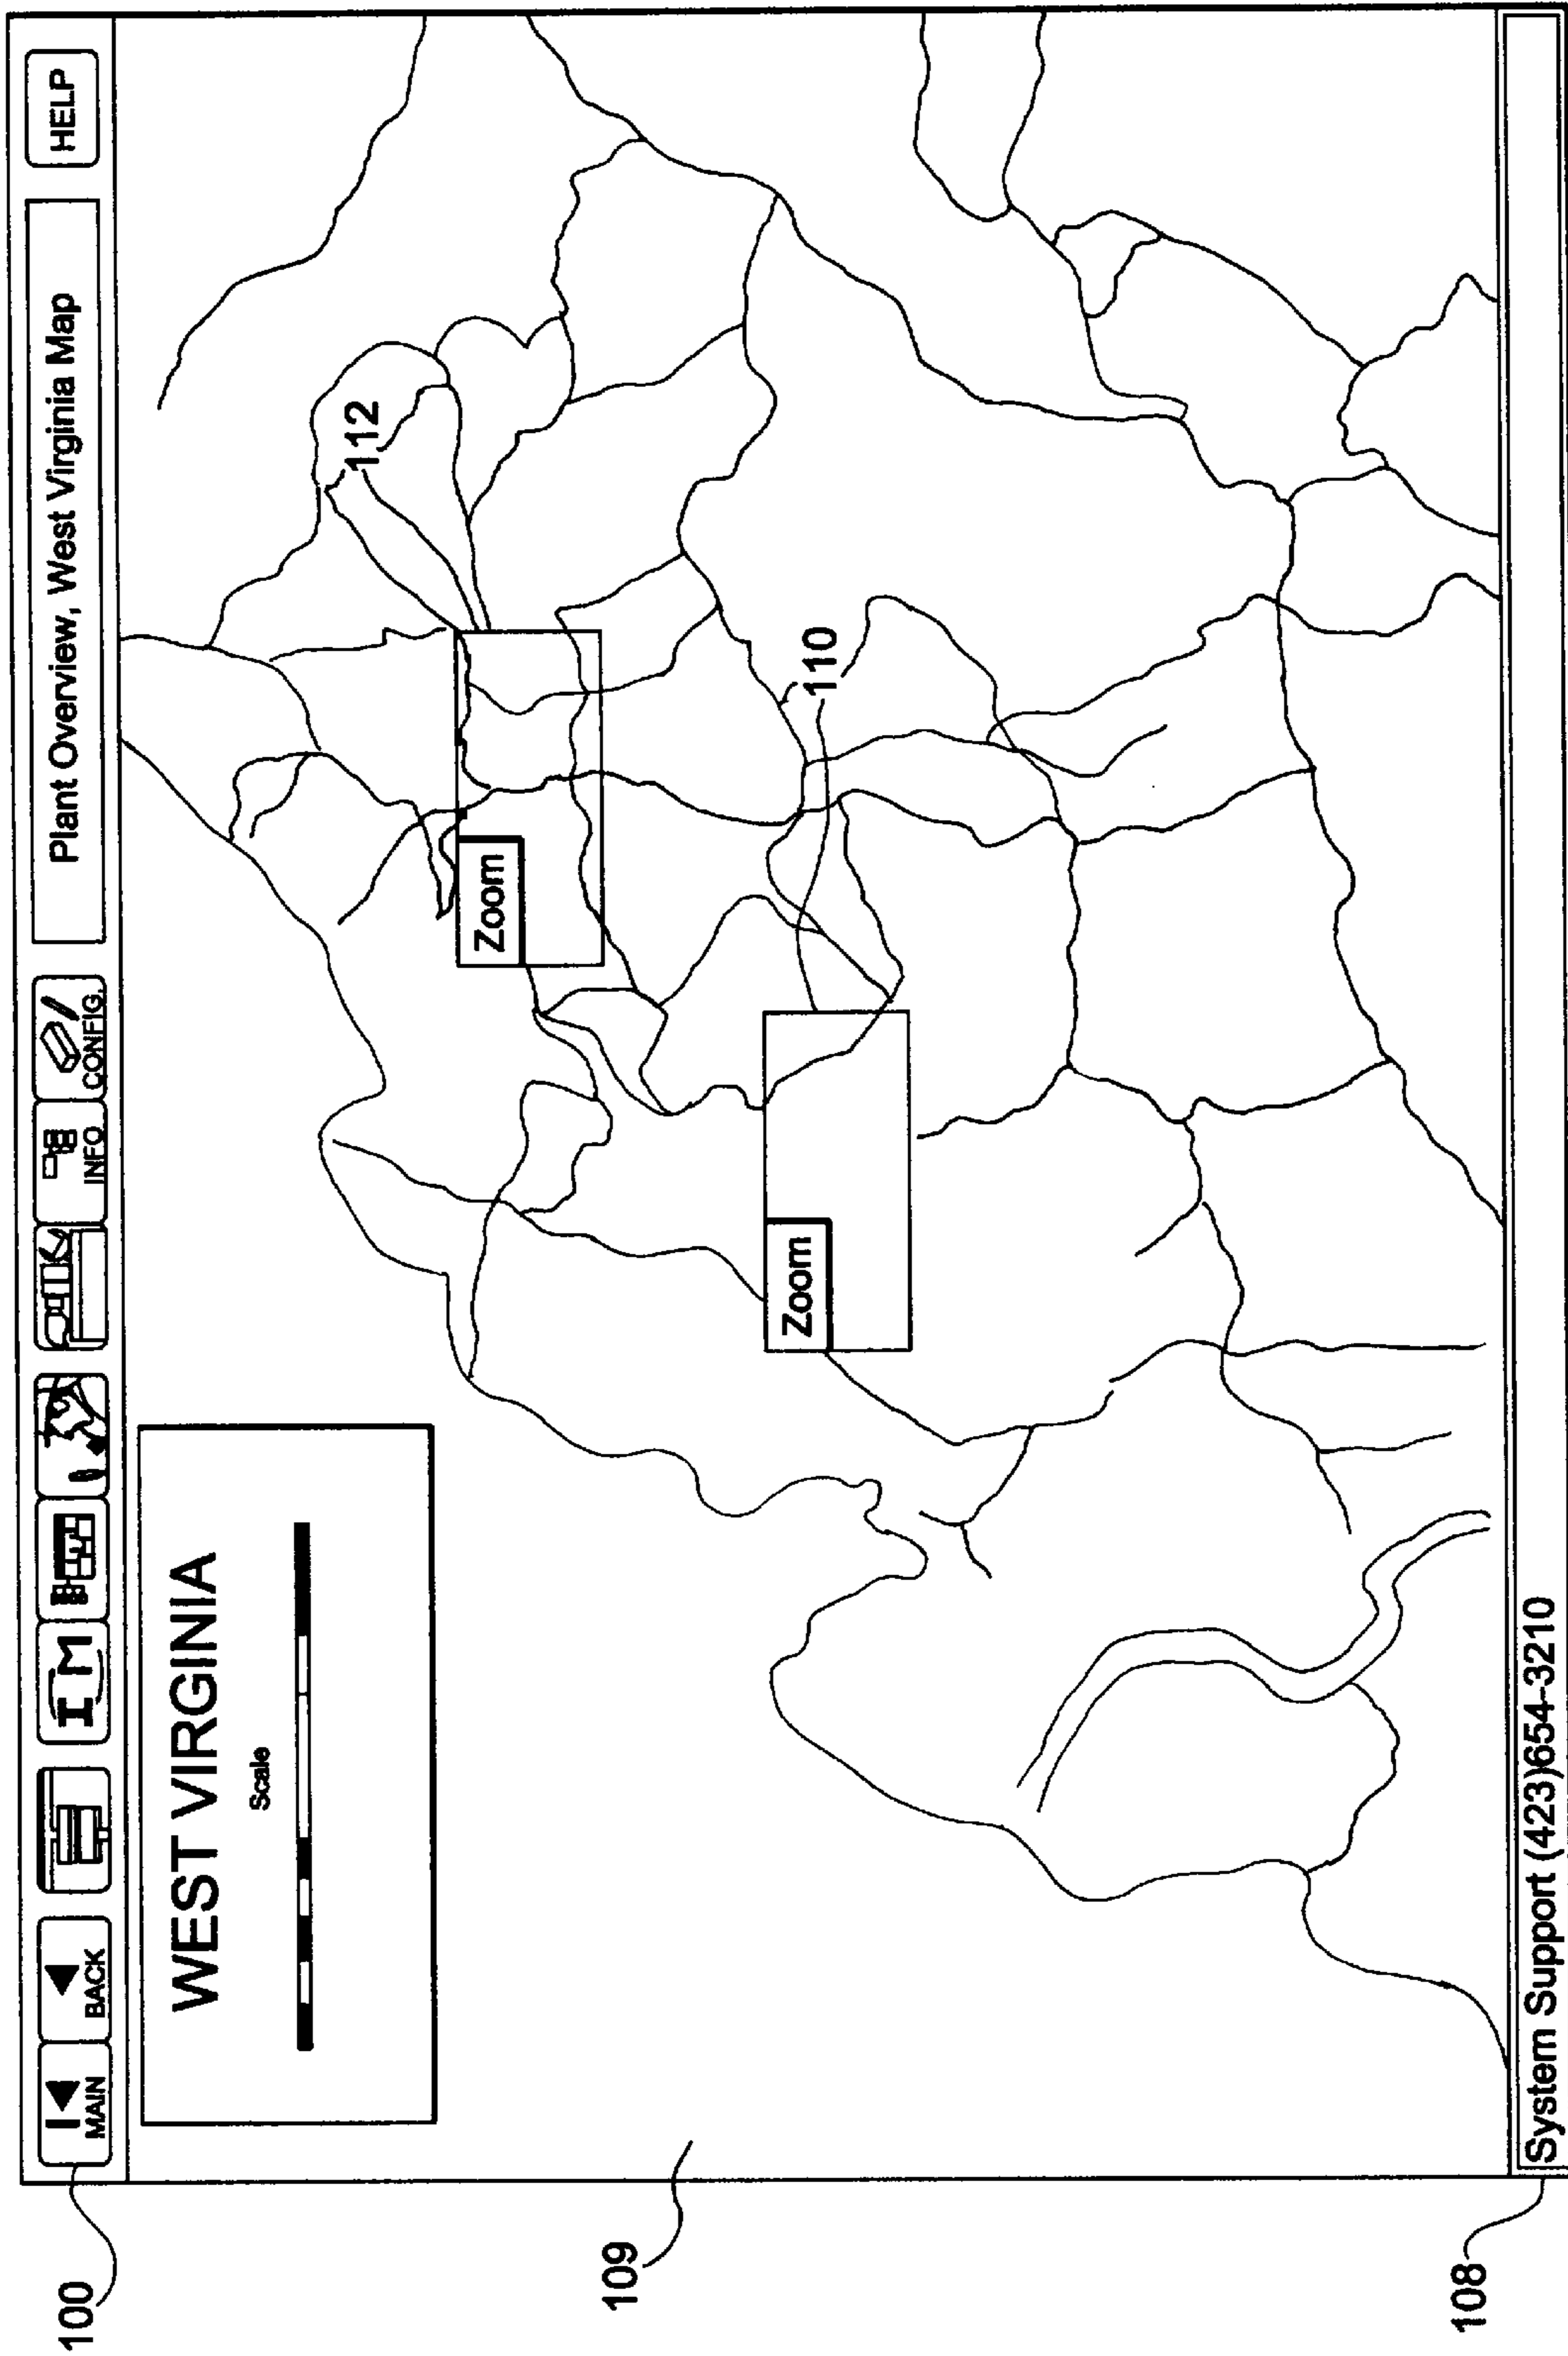 100
MAIN
BACK
I M
INFO
CONFIG.
Plant Overview, West Virginia Map
HELP
WEST VIRGINIA
Scale
112
Zoom
109
110
Zoom
108
System Support (423)654-3210